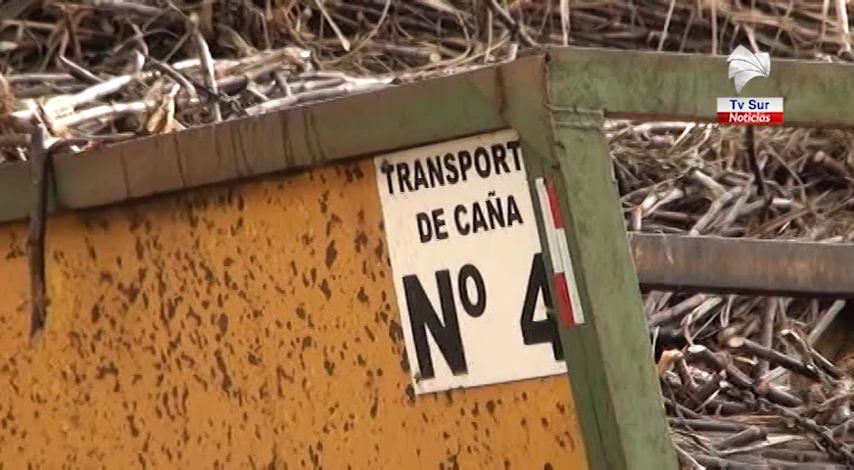 Tv Sur
Noticias
TRANSPORT
DE CAÑA
Nº 4